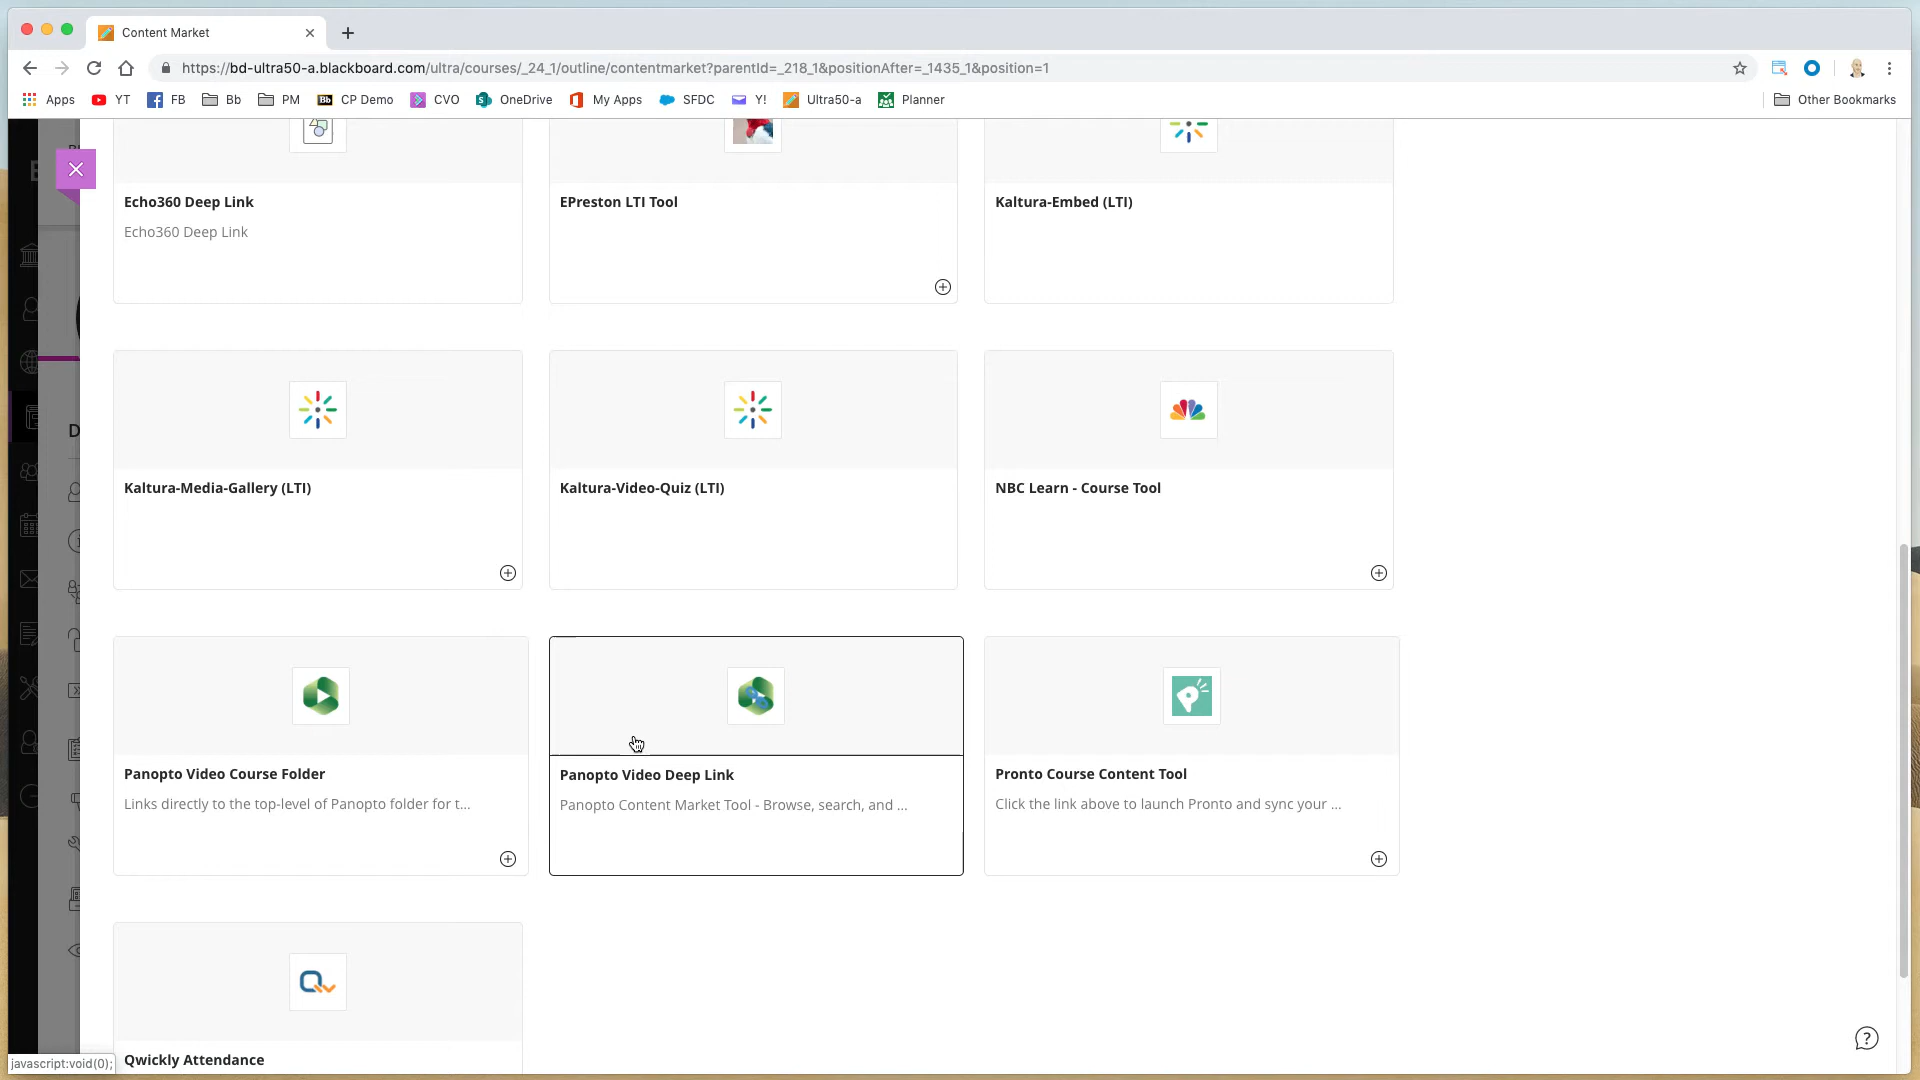 Content Market
https://bd-ultra50-a.blackboard.com/ultra/courses/_24_1/outline/contentmarket?parentId=_218_1&positionAfter=_1435_1&position=1
Apps YT FB Bb PM Bb CP Demo CVO OneDrive My Apps SFDC Y! Ultra50-a Planner Other Bookmarks
Echo360 Deep Link
Echo360 Deep Link
EPreston LTI Tool
Kaltura-Embed (LTI)
Kaltura-Media-Gallery (LTI)
Kaltura-Video-Quiz (LTI)
NBC Learn - Course Tool
Panopto Video Course Folder
Links directly to the top-level of Panopto folder for t...
Panopto Video Deep Link
Panopto Content Market Tool - Browse, search, and ...
Pronto Course Content Tool
Click the link above to launch Pronto and sync your ...
Qwickly Attendance
javascript:void(0);